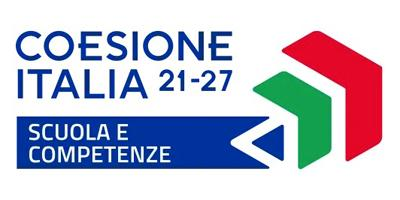 COESIONE
ITALIA 21-27
SCUOLA E
COMPETENZE